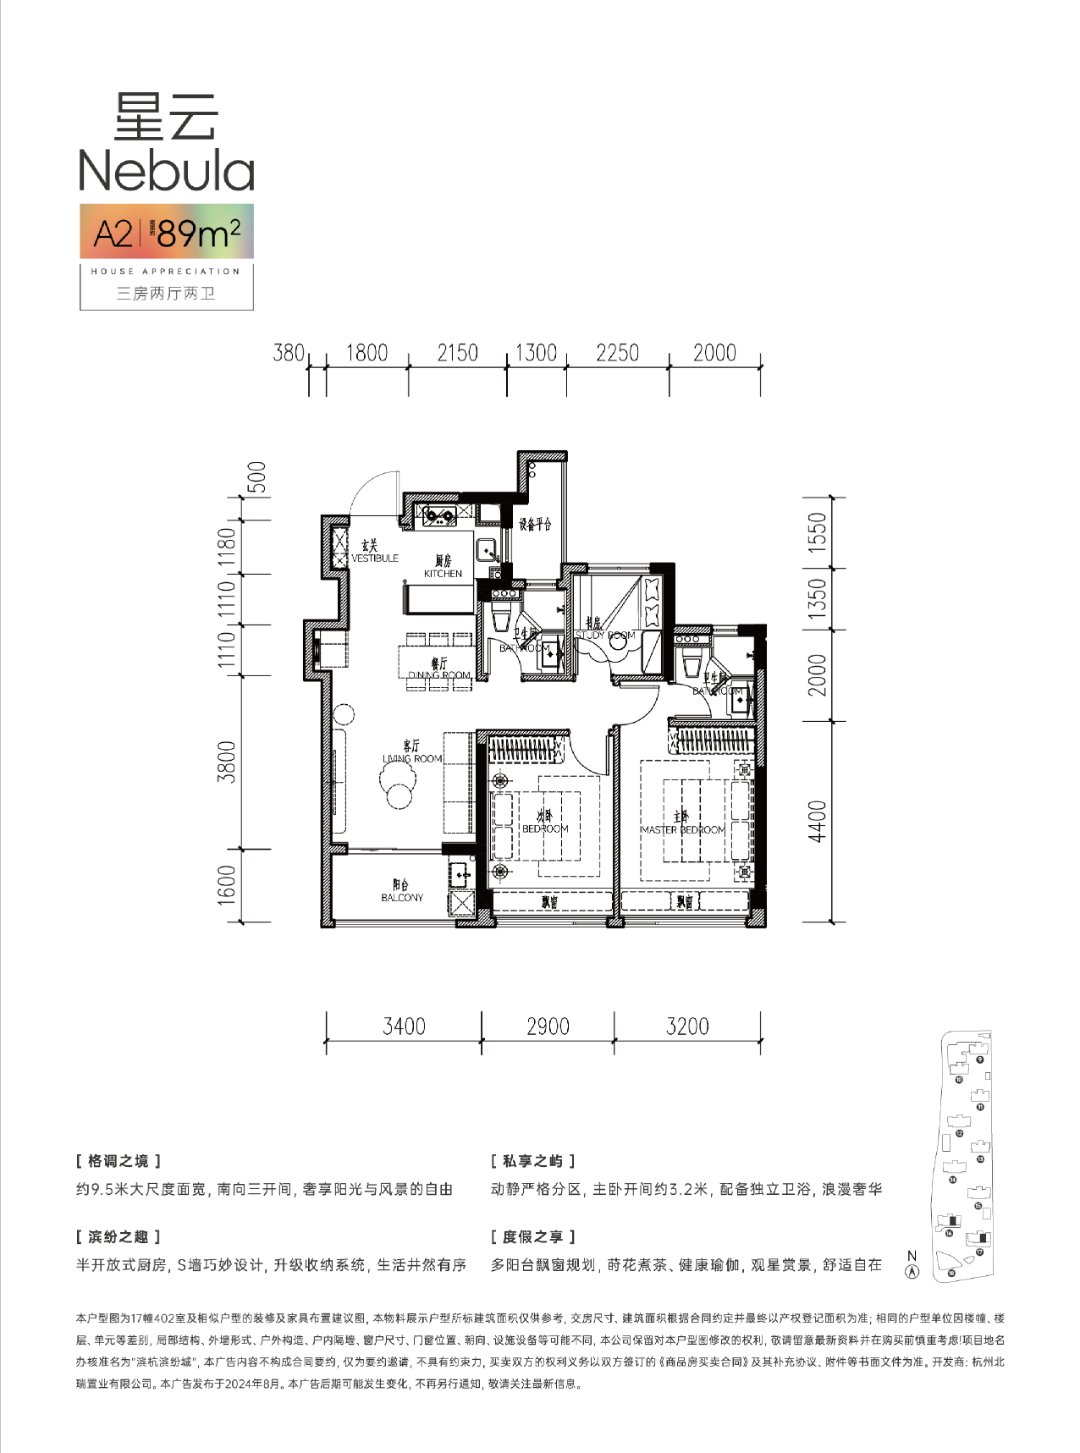 星云
Nebula
A2 89m²
HOUSE APPRECIATION
三房两厅两卫
380 1800 2150 1300 2250 2000
500
1180
1110
1110
3800
1600
1550
1350
2000
4400
设备平台
玄关
VESTIBULE
厨房
KITCHEN
卫生间
BATHROOM
书房
STUDY ROOM
餐厅
DINING ROOM
卫生间
BATHROOM
客厅
LIVING ROOM
次卧
BEDROOM
主卧
MASTER BEDROOM
阳台
BALCONY
飘窗
飘窗
3400 2900 3200
9
10
11
12
13
14
15
16
17
18
N
[ 格调之境 ]
约9.5米大尺度面宽, 南向三开间, 奢享阳光与风景的自由
[ 私享之屿 ]
动静严格分区, 主卧开间约3.2米, 配备独立卫浴, 浪漫奢华
[ 滨纷之趣 ]
半开放式厨房, S墙巧妙设计, 升级收纳系统, 生活井然有序
[ 度假之享 ]
多阳台飘窗规划, 莳花煮茶、健康瑜伽, 观星赏景, 舒适自在
本户型图为17幢402室及相似户型的装修及家具布置建议图, 本物料展示户型所标建筑面积仅供参考, 交房尺寸、建筑面积根据合同约定并最终以产权登记面积为准; 相同的户型单位因楼幢、楼
层、单元等差别, 局部结构、外墙形式、户外构造、户内隔墙、窗户尺寸、门窗位置、朝向、设施设备等可能不同, 本公司保留对本户型图修改的权利, 敬请留意最新资料并在购买前慎重考虑!项目地名
办核准名为"滨杭滨纷城", 本广告内容不构成合同要约, 仅为要约邀请, 不具有约束力, 买卖双方的权利义务以双方签订的《商品房买卖合同》及其补充协议、附件等书面文件为准。开发商: 杭州北
瑞置业有限公司。本广告发布于2024年8月。本广告后期可能发生变化, 不再另行通知, 敬请关注最新信息。